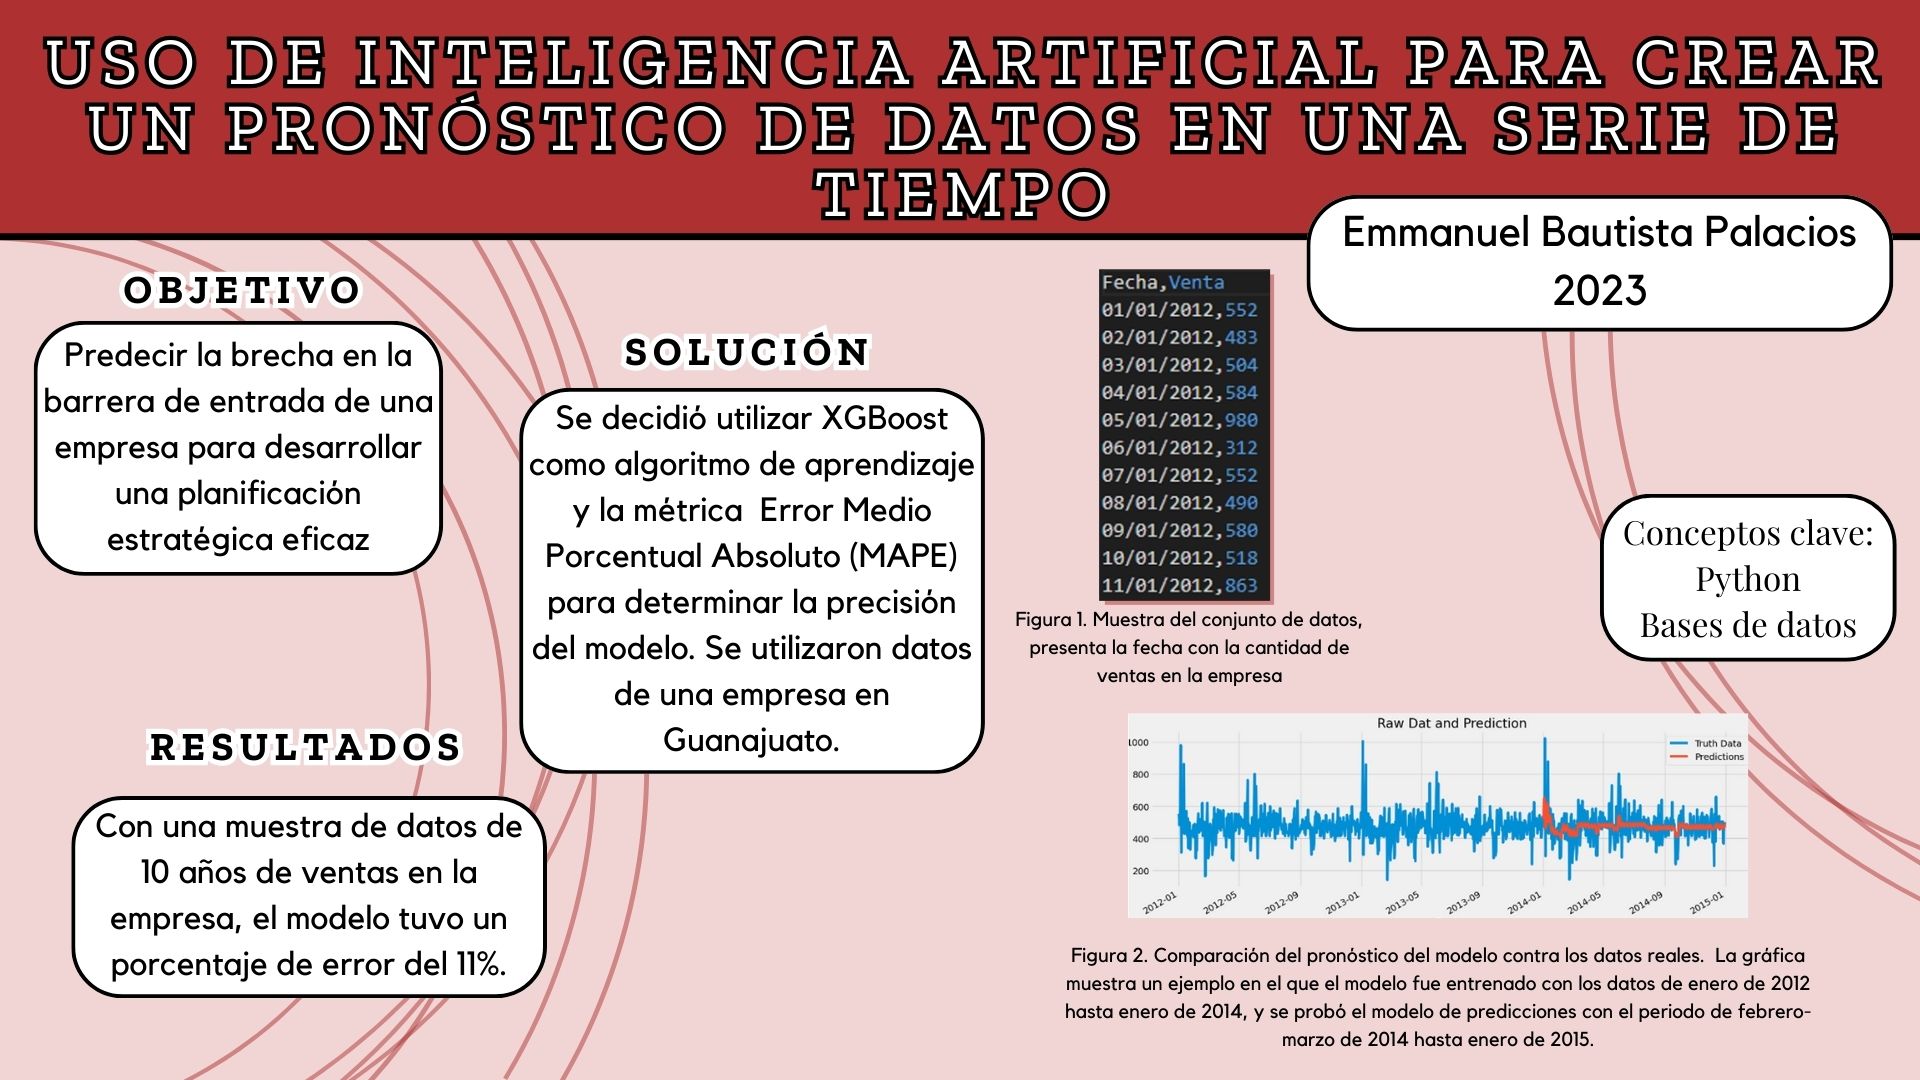 USO DE INTELIGENCIA ARTIFICIAL PARA CREAR
UN PRONÓSTICO DE DATOS EN UNA SERIE DE
TIEMPO
Emmanuel Bautista Palacios
2023
OBJETIVO
Predecir la brecha en la
barrera de entrada de una
empresa para desarrollar
una planificación
estratégica eficaz
SOLUCIÓN
Se decidió utilizar XGBoost
como algoritmo de aprendizaje
y la métrica  Error Medio
Porcentual Absoluto (MAPE)
para determinar la precisión
del modelo. Se utilizaron datos
de una empresa en
Guanajuato.
RESULTADOS
Con una muestra de datos de
10 años de ventas en la
empresa, el modelo tuvo un
porcentaje de error del 11%.
Fecha,Venta
01/01/2012,552
02/01/2012,483
03/01/2012,504
04/01/2012,584
05/01/2012,980
06/01/2012,312
07/01/2012,552
08/01/2012,490
09/01/2012,580
10/01/2012,518
11/01/2012,863
Figura 1. Muestra del conjunto de datos,
presenta la fecha con la cantidad de
ventas en la empresa
Conceptos clave:
Python
Bases de datos
Raw Dat and Prediction
Truth Data
Predictions
1000
800
600
400
200
2012-01
2012-05
2012-09
2013-01
2013-05
2013-09
2014-01
2014-05
2014-09
2015-01
Figura 2. Comparación del pronóstico del modelo contra los datos reales.  La gráfica
muestra un ejemplo en el que el modelo fue entrenado con los datos de enero de 2012
hasta enero de 2014, y se probó el modelo de predicciones con el periodo de febrero-
marzo de 2014 hasta enero de 2015.